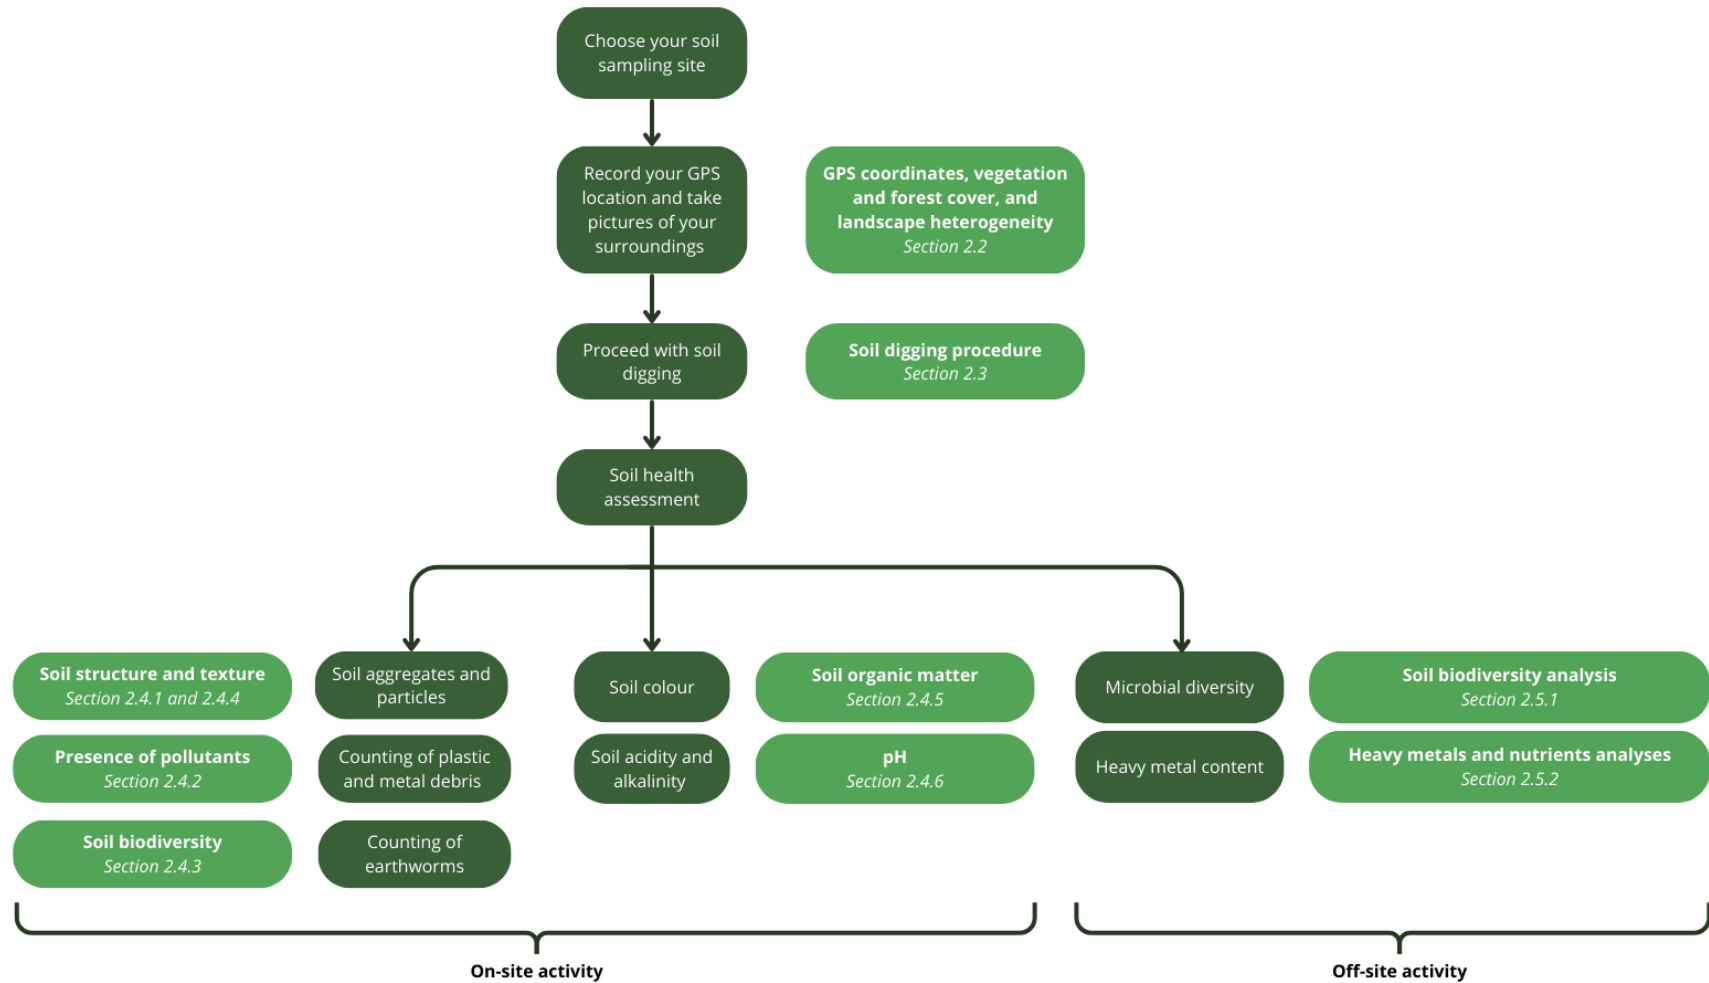 Choose your soil
sampling site
Record your GPS
location and take
pictures of your
surroundings
GPS coordinates, vegetation
and forest cover, and
landscape heterogeneity
Section 2.2
Proceed with soil
digging
Soil digging procedure
Section 2.3
Soil health
assessment
Soil structure and texture
Section 2.4.1 and 2.4.4
Soil aggregates and
particles
Soil colour
Soil organic matter
Section 2.4.5
Microbial diversity
Soil biodiversity analysis
Section 2.5.1
Presence of pollutants
Section 2.4.2
Counting of plastic
and metal debris
Soil acidity and
alkalinity
pH
Section 2.4.6
Heavy metal content
Heavy metals and nutrients analyses
Section 2.5.2
Soil biodiversity
Section 2.4.3
Counting of
earthworms
On-site activity
Off-site activity